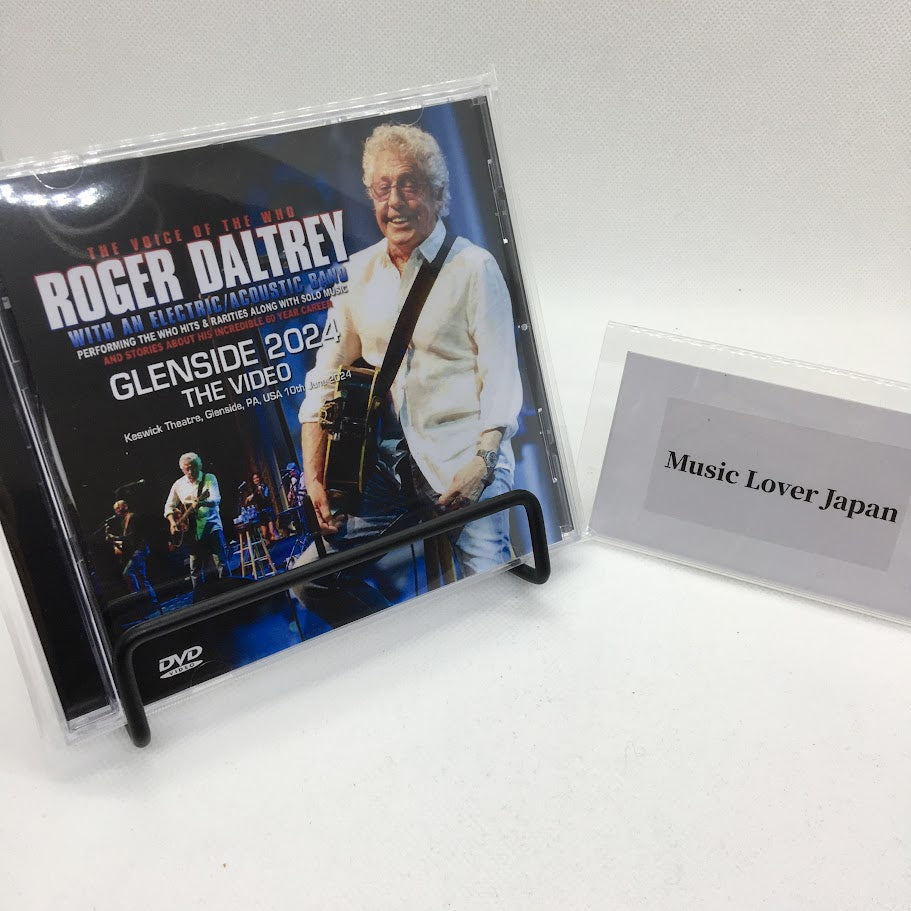 THE VOICE OF THE WHO
ROGER DALTREY
WITH AN ELECTRIC/ACOUSTIC BAND
PERFORMING THE WHO HITS & RARITIES ALONG WITH SOLO MUSIC
AND STORIES ABOUT HIS INCREDIBLE 60 YEAR CAREER
GLENSIDE 2024
THE VIDEO
Keswick Theatre, Glenside, PA, USA 10th June 2024
DVD
VIDEO
Music Lover Japan